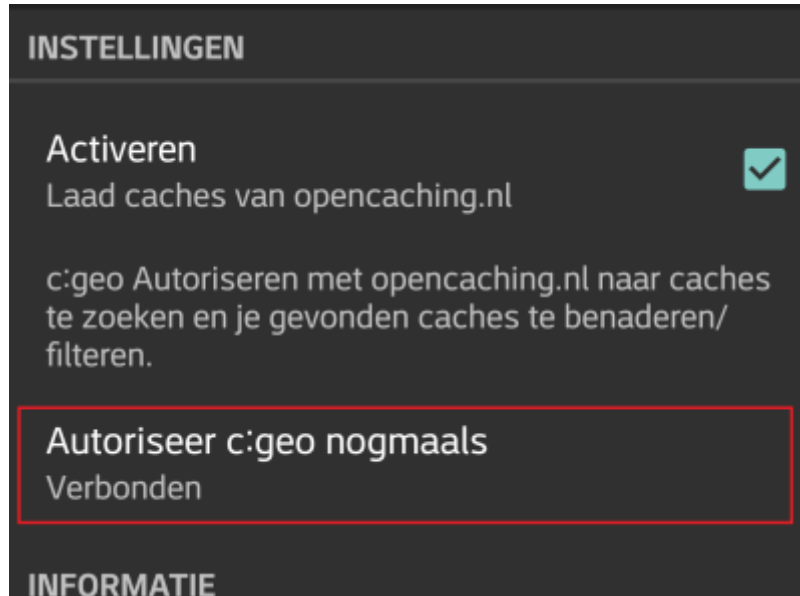 INSTELLINGEN
Activeren
Laad caches van opencaching.nl
c:geo Autoriseren met opencaching.nl naar caches
te zoeken en je gevonden caches te benaderen/
filteren.
Autoriseer c:geo nogmaals
Verbonden
INFORMATIE